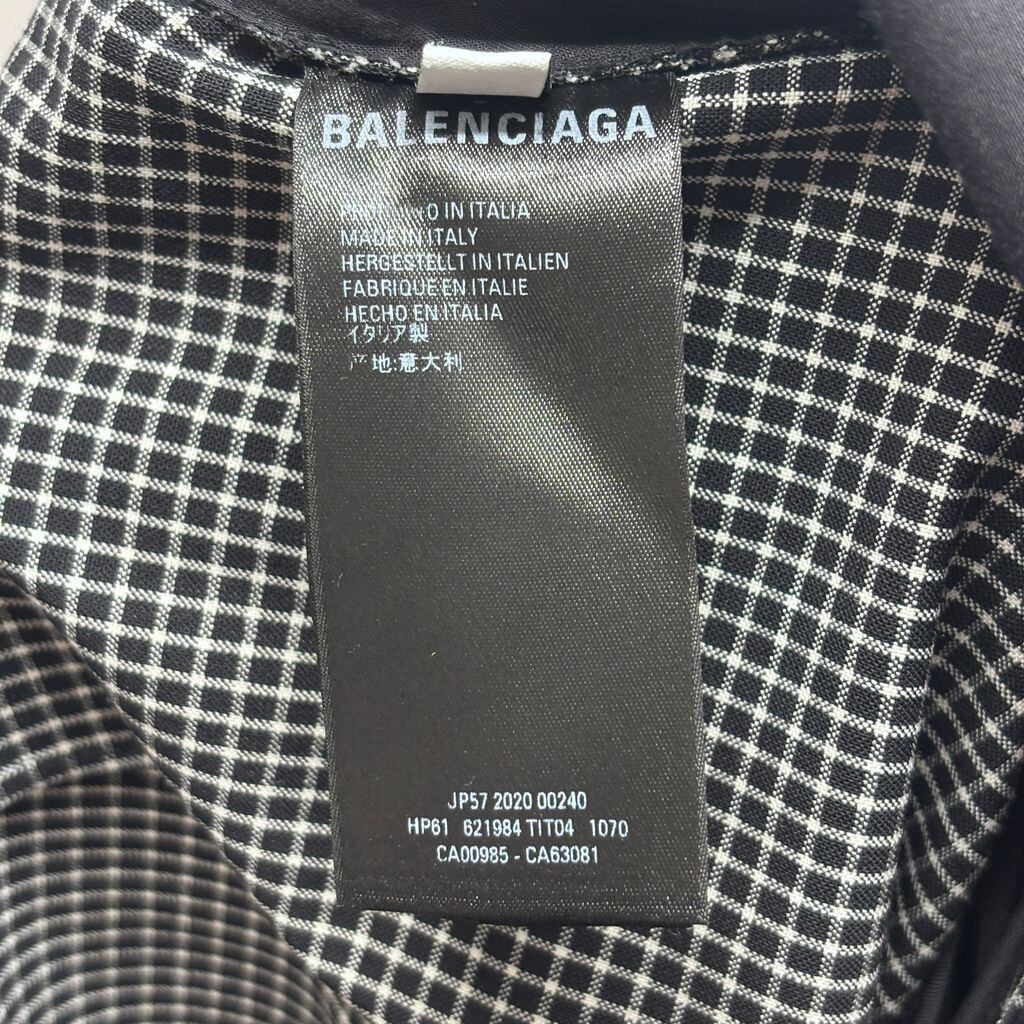 BALENCIAGA
IN ITALIA
MADE IN ITALY
HERGESTELLT IN ITALIEN
FABRIQUE EN ITALIE
HECHO EN ITALIA
イタリア製
产地:意大利
JP57 2020 00240
HP61 621984 TIT04 1070
CA00985 - CA63081